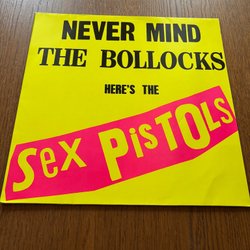 NEVER MIND
THE BOLLOCKS
HERE'S THE
Sex PiSTOLS